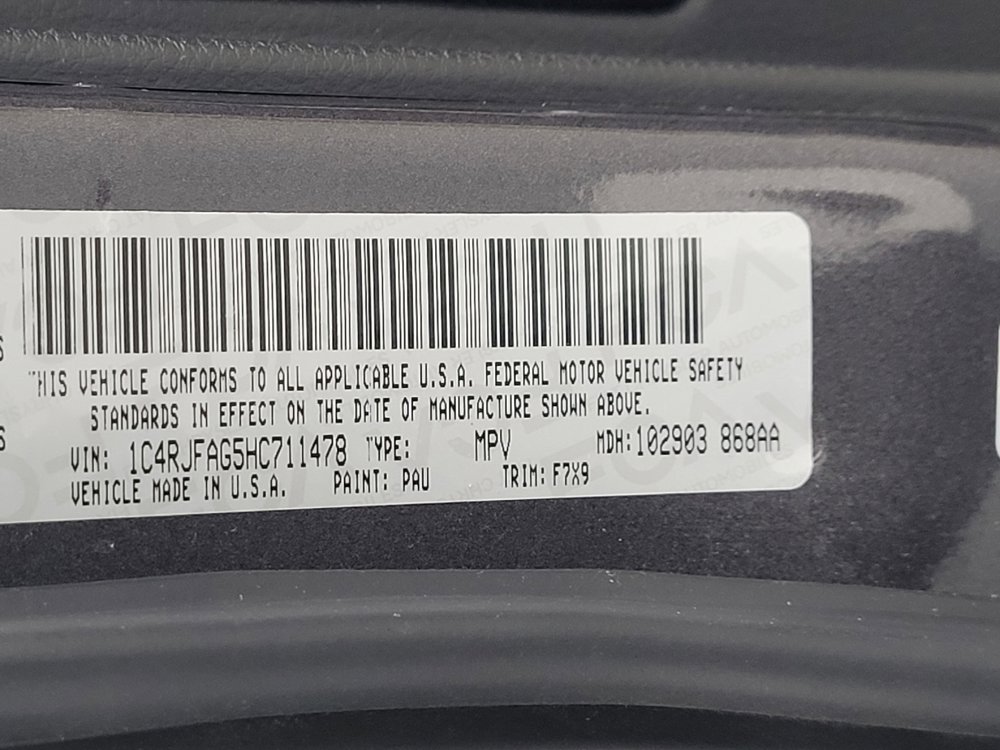 THIS VEHICLE CONFORMS TO ALL APPLICABLE U.S.A. FEDERAL MOTOR VEHICLE SAFETY
STANDARDS IN EFFECT ON THE DATE OF MANUFACTURE SHOWN ABOVE.
VIN: 1C4RJFAG5HC711478 TYPE: MPV MDH:102903 868AA
VEHICLE MADE IN U.S.A. PAINT: PAU TRIM: F7X9